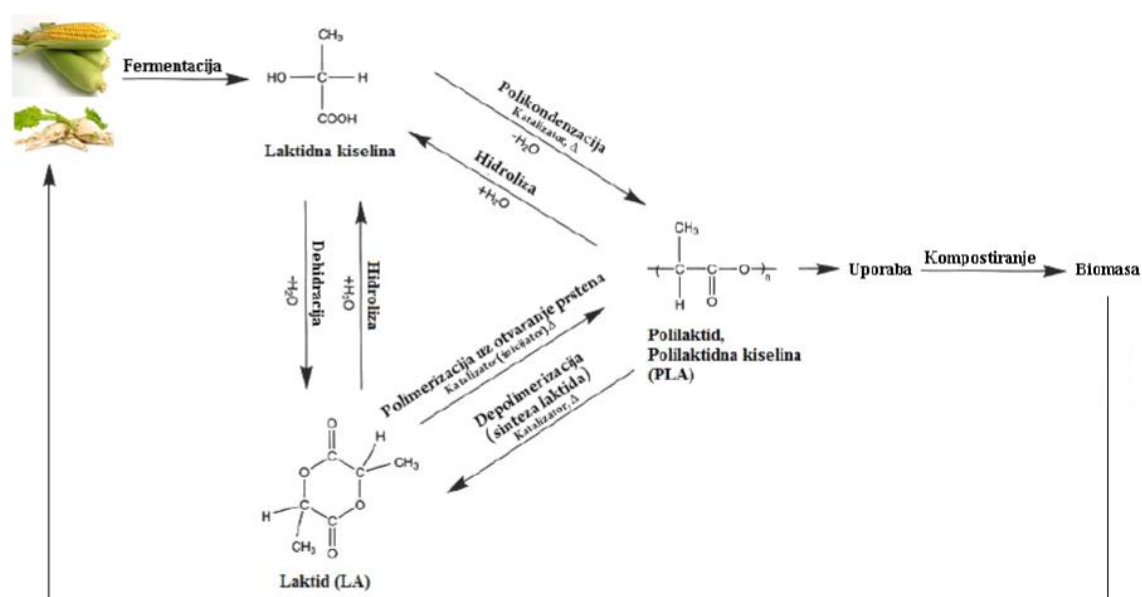 Fermentacija
CH₃
HO
C
H
COOH
Laktidna kiselina
Polikondenzacija
Katalizator, Δ
-H₂O
Hidroliza
+H₂O
Dehidracija
-H₂O
Hidroliza
+H₂O
CH₃
C
C
O
n
H
O
Uporaba
Kompostiranje
Biomasa
Polilaktid,
Polilaktidna kiselina
(PLA)
Polimerizacija uz otvaranje prstena
Katalizator(inicijator),Δ
Depolimerizacija
(sinteza laktida)
Katalizator, Δ
O
H
C
O
C
CH₃
H
C
O
C
CH₃
O
Laktid (LA)